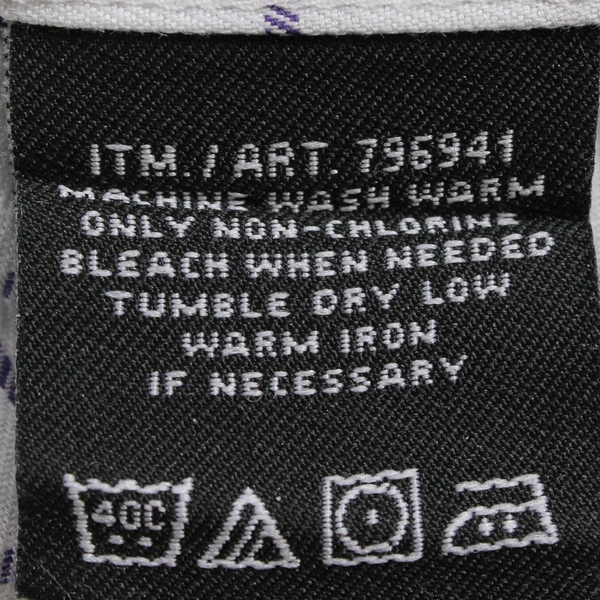 ITM. / ART. 795941
MACHINE WASH WARM
ONLY NON-CHLORINE
BLEACH WHEN NEEDED
TUMBLE DRY LOW
WARM IRON
IF NECESSARY
40C